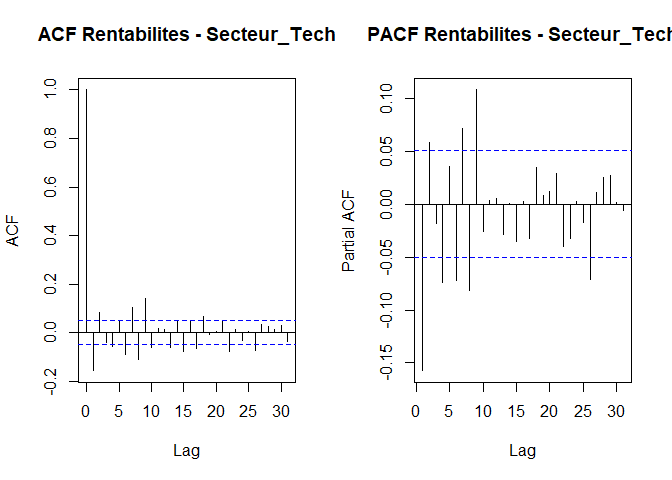 ACF Rentabilites - Secteur_Tech
PACF Rentabilites - Secteur_Tech
ACF
1.0
0.8
0.6
0.4
0.2
0.0
-0.2
0 5 10 15 20 25 30
Lag
Partial ACF
0.10
0.05
0.00
-0.05
-0.10
-0.15
0 5 10 15 20 25 30
Lag